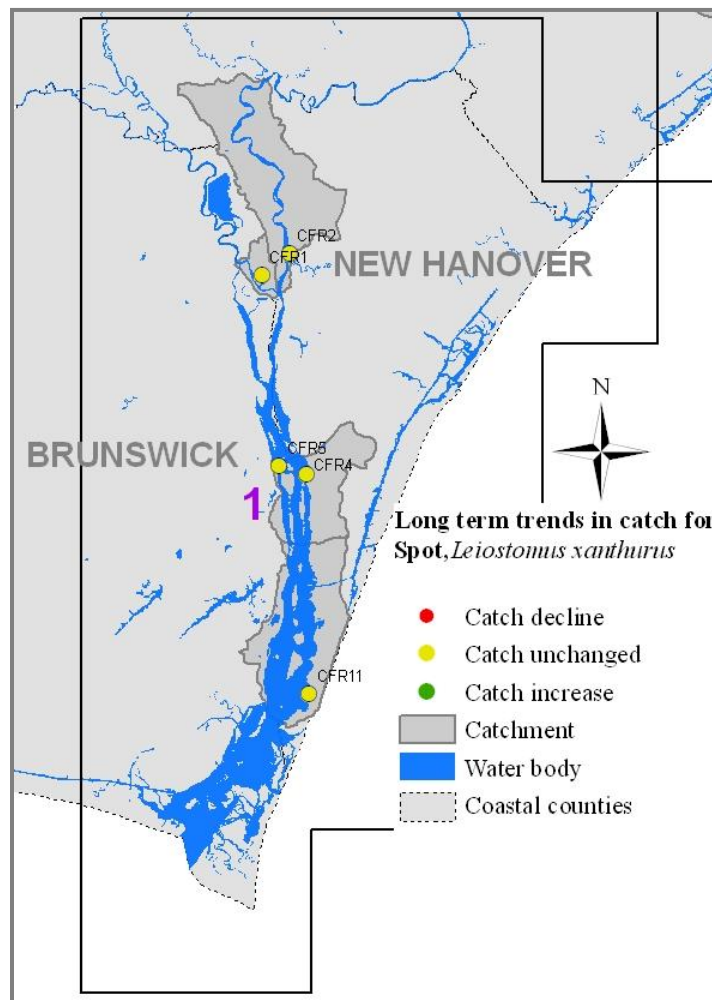 CFR2
CFR1
NEW HANOVER
N
BRUNSWICK
CFR5
CFR4
1
Long term trends in catch for
Spot, Leiostomus xanthurus
Catch decline
Catch unchanged
Catch increase
CFR11
Catchment
Water body
Coastal counties